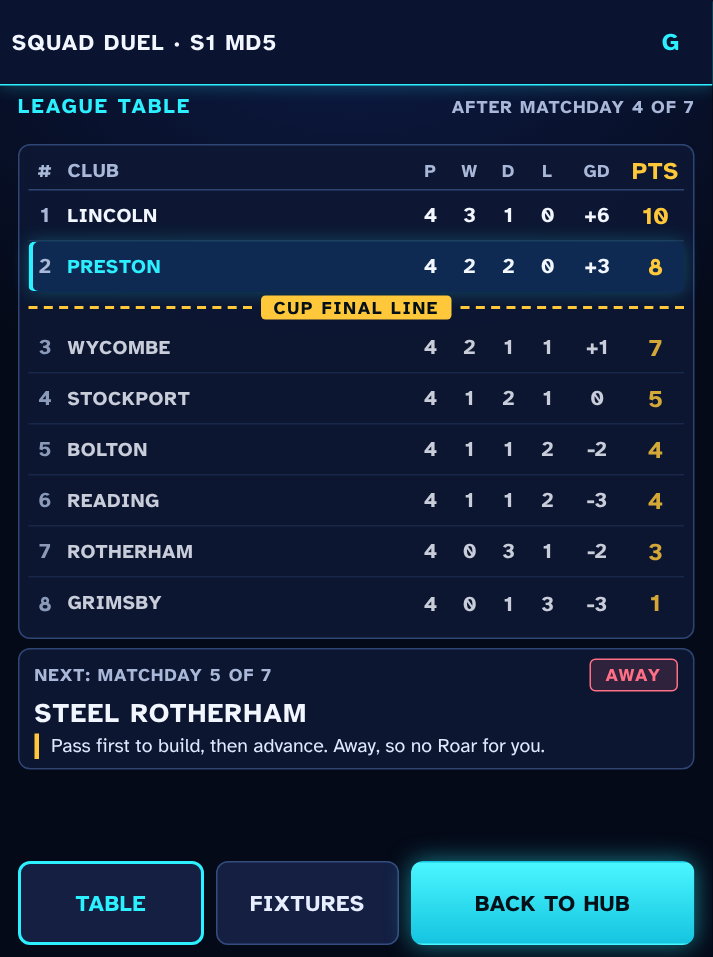 SQUAD DUEL · S1 MD5 G
LEAGUE TABLE AFTER MATCHDAY 4 OF 7
# CLUB P W D L GD PTS
1 LINCOLN 4 3 1 0 +6 10
2 PRESTON 4 2 2 0 +3 8
CUP FINAL LINE
3 WYCOMBE 4 2 1 1 +1 7
4 STOCKPORT 4 1 2 1 0 5
5 BOLTON 4 1 1 2 -2 4
6 READING 4 1 1 2 -3 4
7 ROTHERHAM 4 0 3 1 -2 3
8 GRIMSBY 4 0 1 3 -3 1
NEXT: MATCHDAY 5 OF 7 AWAY
STEEL ROTHERHAM
Pass first to build, then advance. Away, so no Roar for you.
TABLE FIXTURES BACK TO HUB